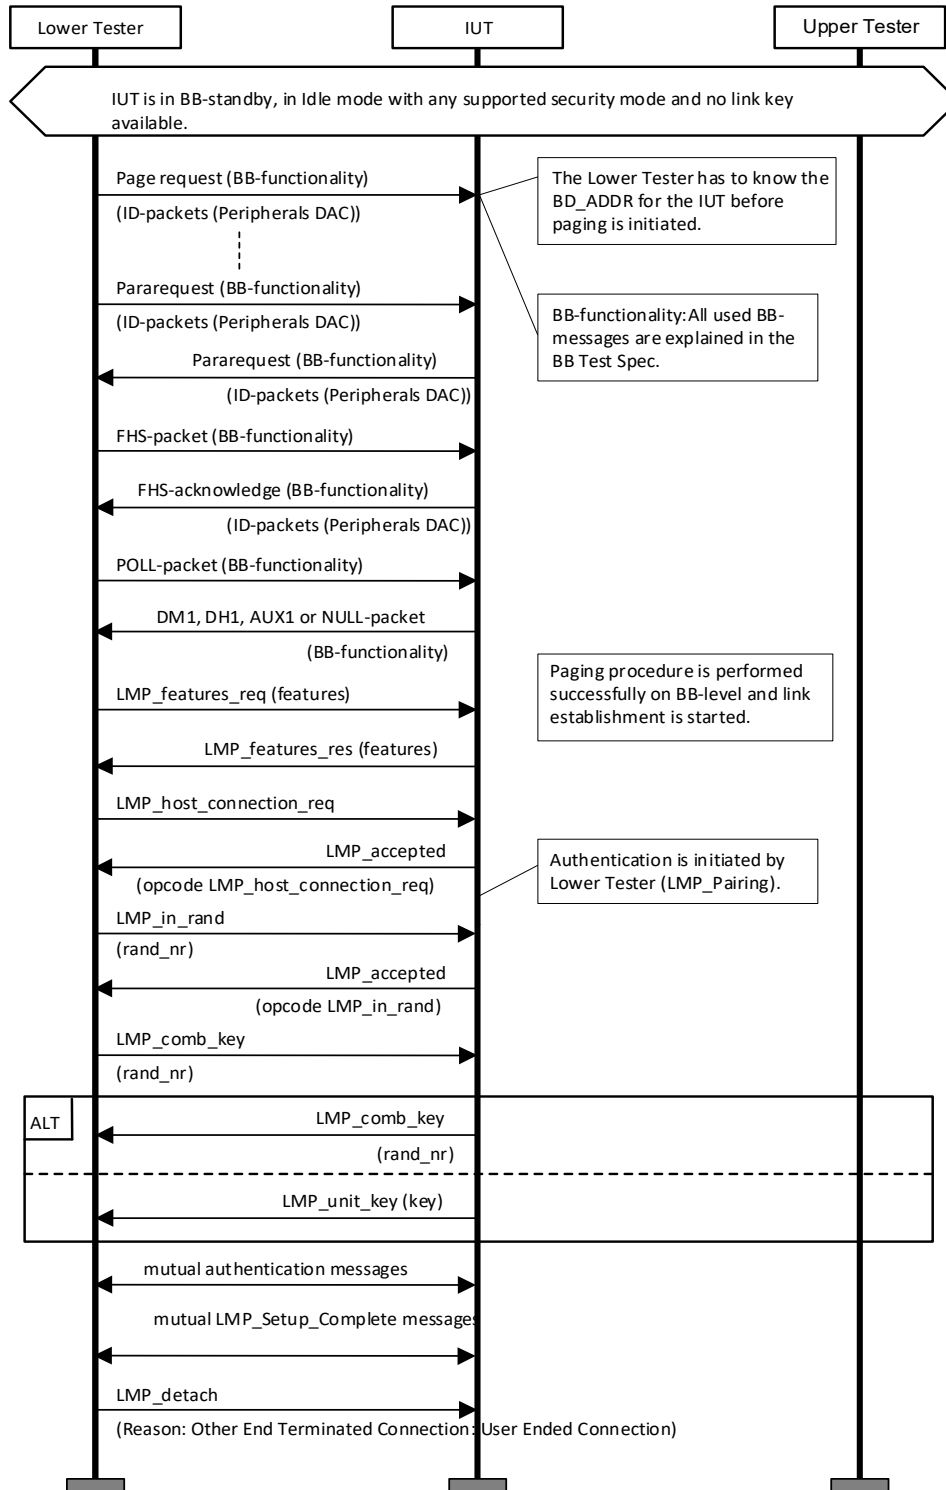 Lower Tester
IUT
Upper Tester
IUT is in BB-standby, in Idle mode with any supported security mode and no link key
available.
Page request (BB-functionality)
(ID-packets (Peripherals DAC))
The Lower Tester has to know the
BD_ADDR for the IUT before
paging is initiated.
Pararequest (BB-functionality)
(ID-packets (Peripherals DAC))
BB-functionality: All used BB-
messages are explained in the
BB Test Spec.
Pararequest (BB-functionality)
(ID-packets (Peripherals DAC))
FHS-packet (BB-functionality)
FHS-acknowledge (BB-functionality)
(ID-packets (Peripherals DAC))
POLL-packet (BB-functionality)
DM1, DH1, AUX1 or NULL-packet
(BB-functionality)
Paging procedure is performed
successfully on BB-level and link
establishment is started.
LMP_features_req (features)
LMP_features_res (features)
LMP_host_connection_req
LMP_accepted
(opcode LMP_host_connection_req)
Authentication is initiated by
Lower Tester (LMP_Pairing).
LMP_in_rand
(rand_nr)
LMP_accepted
(opcode LMP_in_rand)
LMP_comb_key
(rand_nr)
ALT
LMP_comb_key
(rand_nr)
LMP_unit_key (key)
mutual authentication messages
mutual LMP_Setup_Complete messages
LMP_detach
(Reason: Other End Terminated Connection: User Ended Connection)